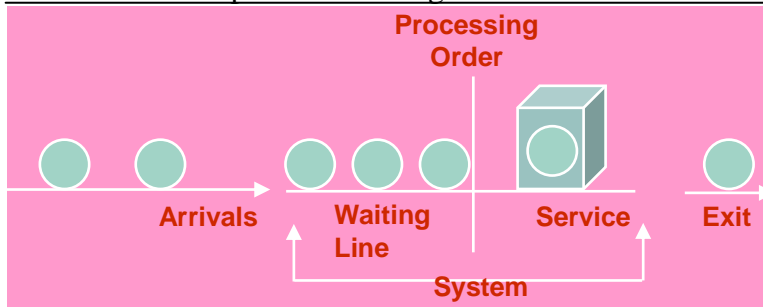 Processing
Order
Arrivals
Waiting
Line
Service
Exit
System